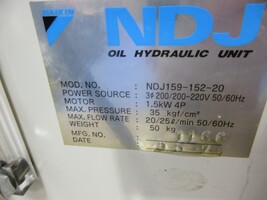 DAIKIN
NDJ
OIL HYDRAULIC UNIT
MOD. NO. : NDJ159-152-20
POWER SOURCE : 3φ 200/200-220V 50/60Hz
MOTOR : 1.5kW 4P
MAX. PRESSURE : 35 kgf/cm²
MAX. FLOW RATE : 20/25ℓ/min 50/60Hz
WEIGHT : 50 kg
MFG. NO.
DATE